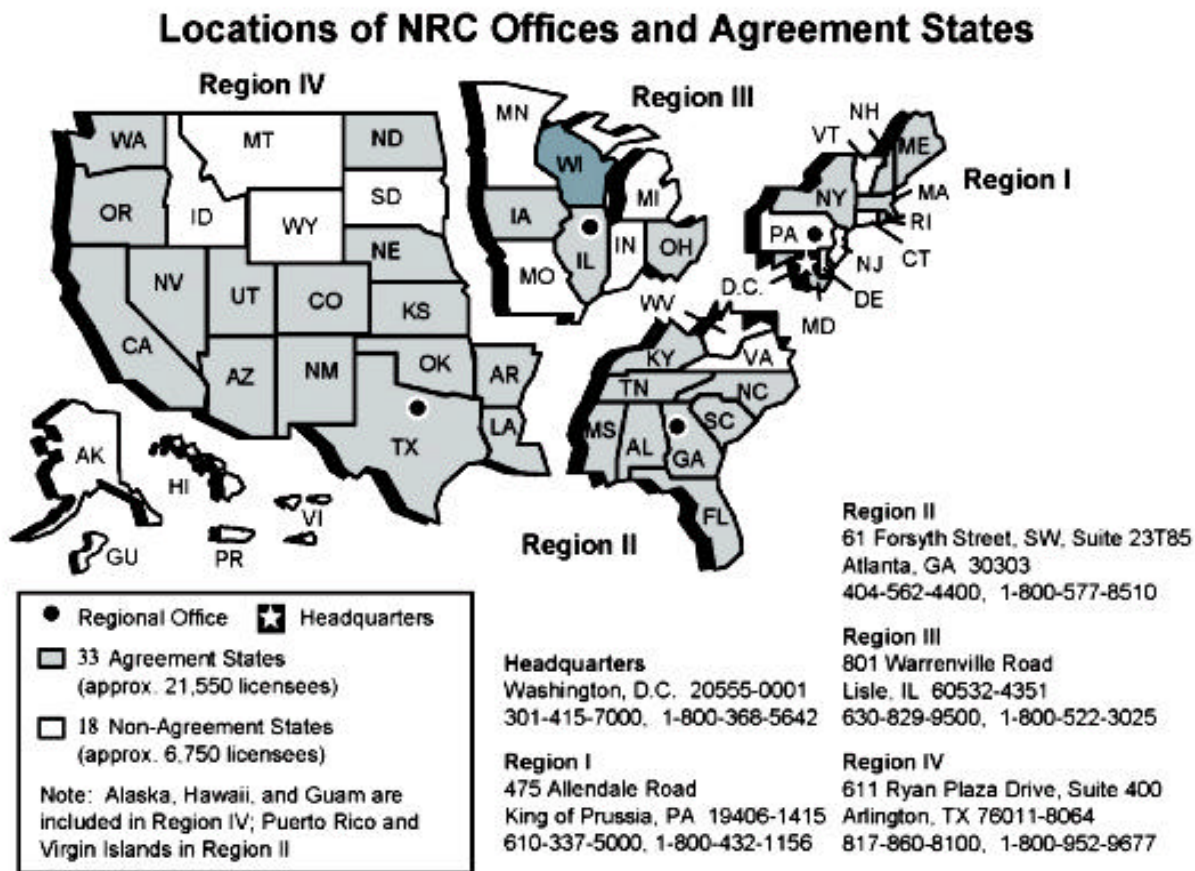 Locations of NRC Offices and Agreement States
Region IV
Region III
Region I
Region II
WA
MT
ND
OR
ID
SD
WY
NE
NV
UT
CO
KS
CA
AZ
NM
OK
AR
TX
LA
AK
HI
GU
PR
VI
MN
WI
MI
IA
IL
IN
OH
MO
NH
VT
ME
NY
MA
RI
PA
CT
NJ
D.C.
DE
MD
WV
KY
VA
TN
NC
MS
AL
GA
SC
FL
Regional Office
Headquarters
33 Agreement States
(approx. 21,550 licensees)
18 Non-Agreement States
(approx. 6,750 licensees)
Note: Alaska, Hawaii, and Guam are
included in Region IV; Puerto Rico and
Virgin Islands in Region II
Headquarters
Washington, D.C. 20555-0001
301-415-7000, 1-800-368-5642
Region I
475 Allendale Road
King of Prussia, PA 19406-1415
610-337-5000, 1-800-432-1156
Region II
61 Forsyth Street, SW, Suite 23T85
Atlanta, GA 30303
404-562-4400, 1-800-577-8510
Region III
801 Warrenville Road
Lisle, IL 60532-4351
630-829-9500, 1-800-522-3025
Region IV
611 Ryan Plaza Drive, Suite 400
Arlington, TX 76011-8064
817-860-8100, 1-800-952-9677